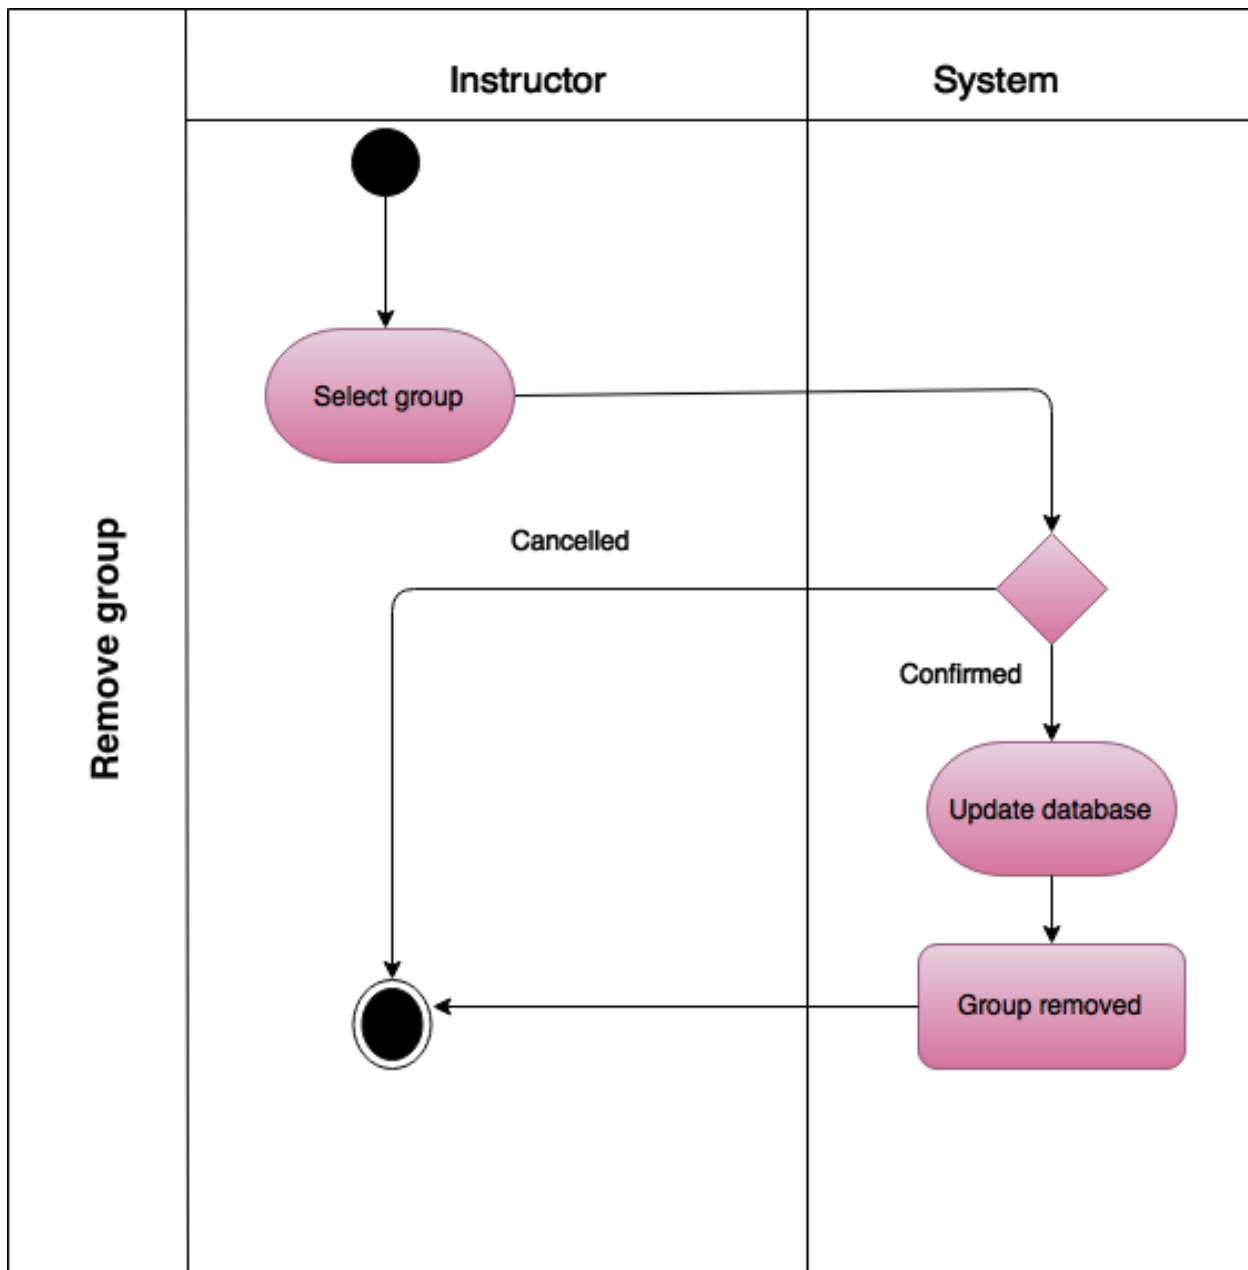 Instructor
System
Select group
Cancelled
Confirmed
Remove group
Update database
Group removed